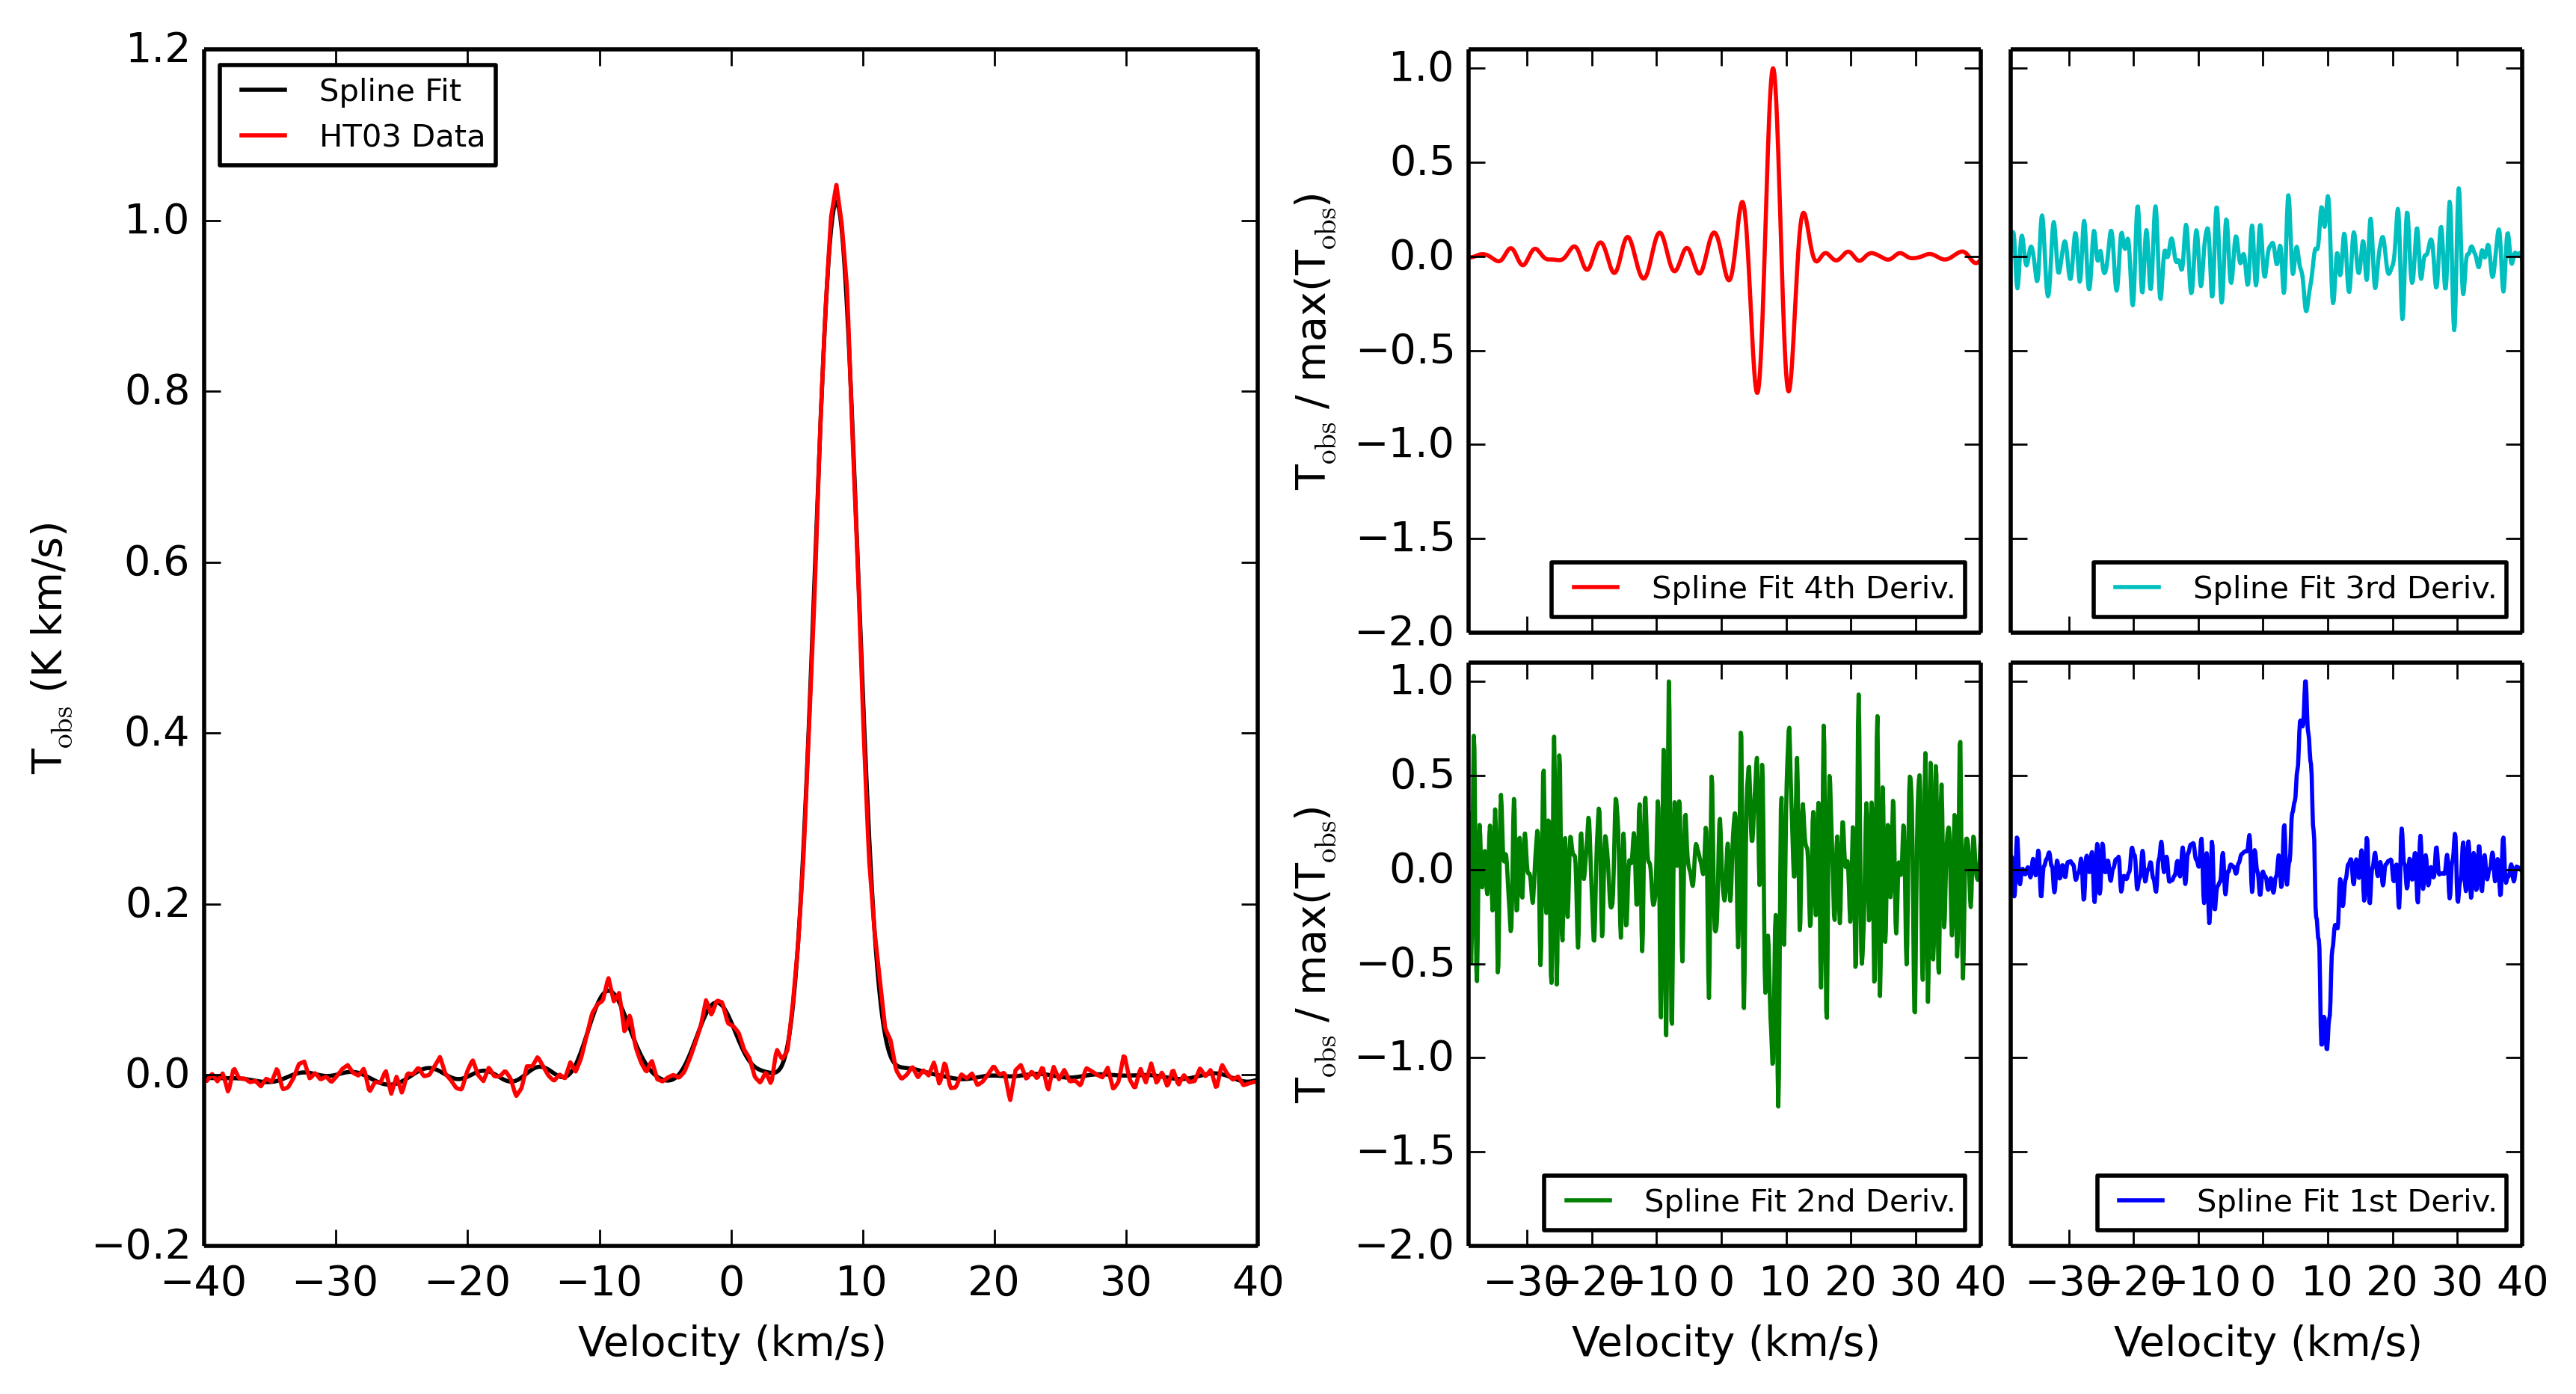 1.2
1.0
0.8
0.6
0.4
0.2
0.0
−0.2
T_obs (K km/s)
Spline Fit
HT03 Data
−40 −30 −20 −10 0 10 20 30 40
Velocity (km/s)
1.0
0.5
0.0
−0.5
−1.0
−1.5
−2.0
T_obs / max(T_obs)
Spline Fit 4th Deriv.
Spline Fit 3rd Deriv.
1.0
0.5
0.0
−0.5
−1.0
−1.5
−2.0
T_obs / max(T_obs)
Spline Fit 2nd Deriv.
−30 −20 −10 0 10 20 30 40
Velocity (km/s)
Spline Fit 1st Deriv.
−30 −20 −10 0 10 20 30 40
Velocity (km/s)